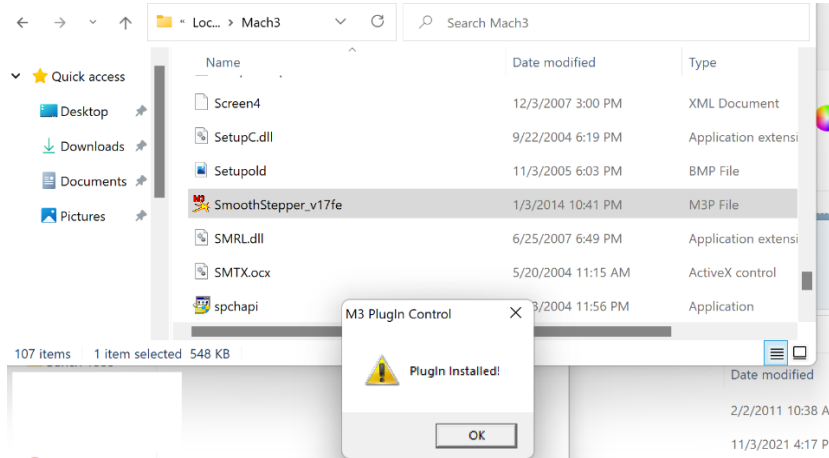 « Loc... > Mach3
Search Mach3
Name Date modified Type
Quick access
Desktop
Downloads
Documents
Pictures
Screen4 12/3/2007 3:00 PM XML Document
SetupC.dll 9/22/2004 6:19 PM Application extensi
Setupold 11/3/2005 6:03 PM BMP File
SmoothStepper_v17fe 1/3/2014 10:41 PM M3P File
SMRL.dll 6/25/2007 6:49 PM Application extensi
SMTX.ocx 5/20/2004 11:15 AM ActiveX control
spchapi 3/2004 11:56 PM Application
M3 PlugIn Control
PlugIn Installed!
OK
107 items 1 item selected 548 KB
Date modified
2/2/2011 10:38 A
11/3/2021 4:17 P